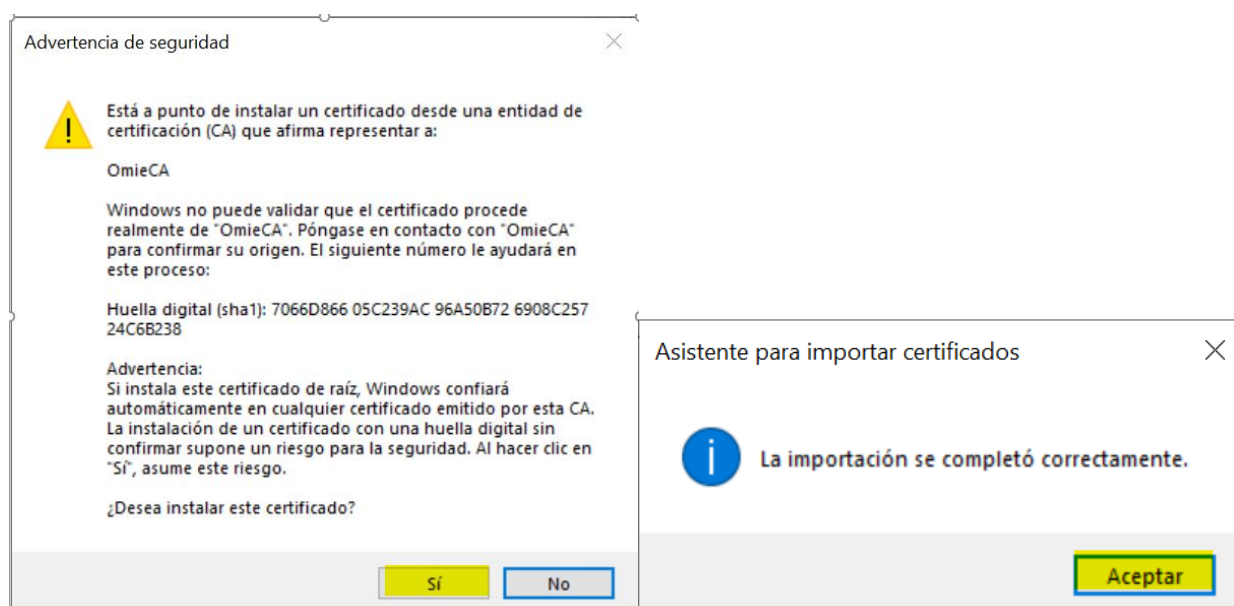 Advertencia de seguridad
Está a punto de instalar un certificado desde una entidad de
certificación (CA) que afirma representar a:
OmieCA
Windows no puede validar que el certificado procede
realmente de "OmieCA". Póngase en contacto con "OmieCA"
para confirmar su origen. El siguiente número le ayudará en
este proceso:
Huella digital (sha1): 7066D866 05C239AC 96A50B72 6908C257
24C6B238
Advertencia:
Si instala este certificado de raíz, Windows confiará
automáticamente en cualquier certificado emitido por esta CA.
La instalación de un certificado con una huella digital sin
confirmar supone un riesgo para la seguridad. Al hacer clic en
"Sí", asume este riesgo.
¿Desea instalar este certificado?
Sí
No
Asistente para importar certificados
La importación se completó correctamente.
Aceptar